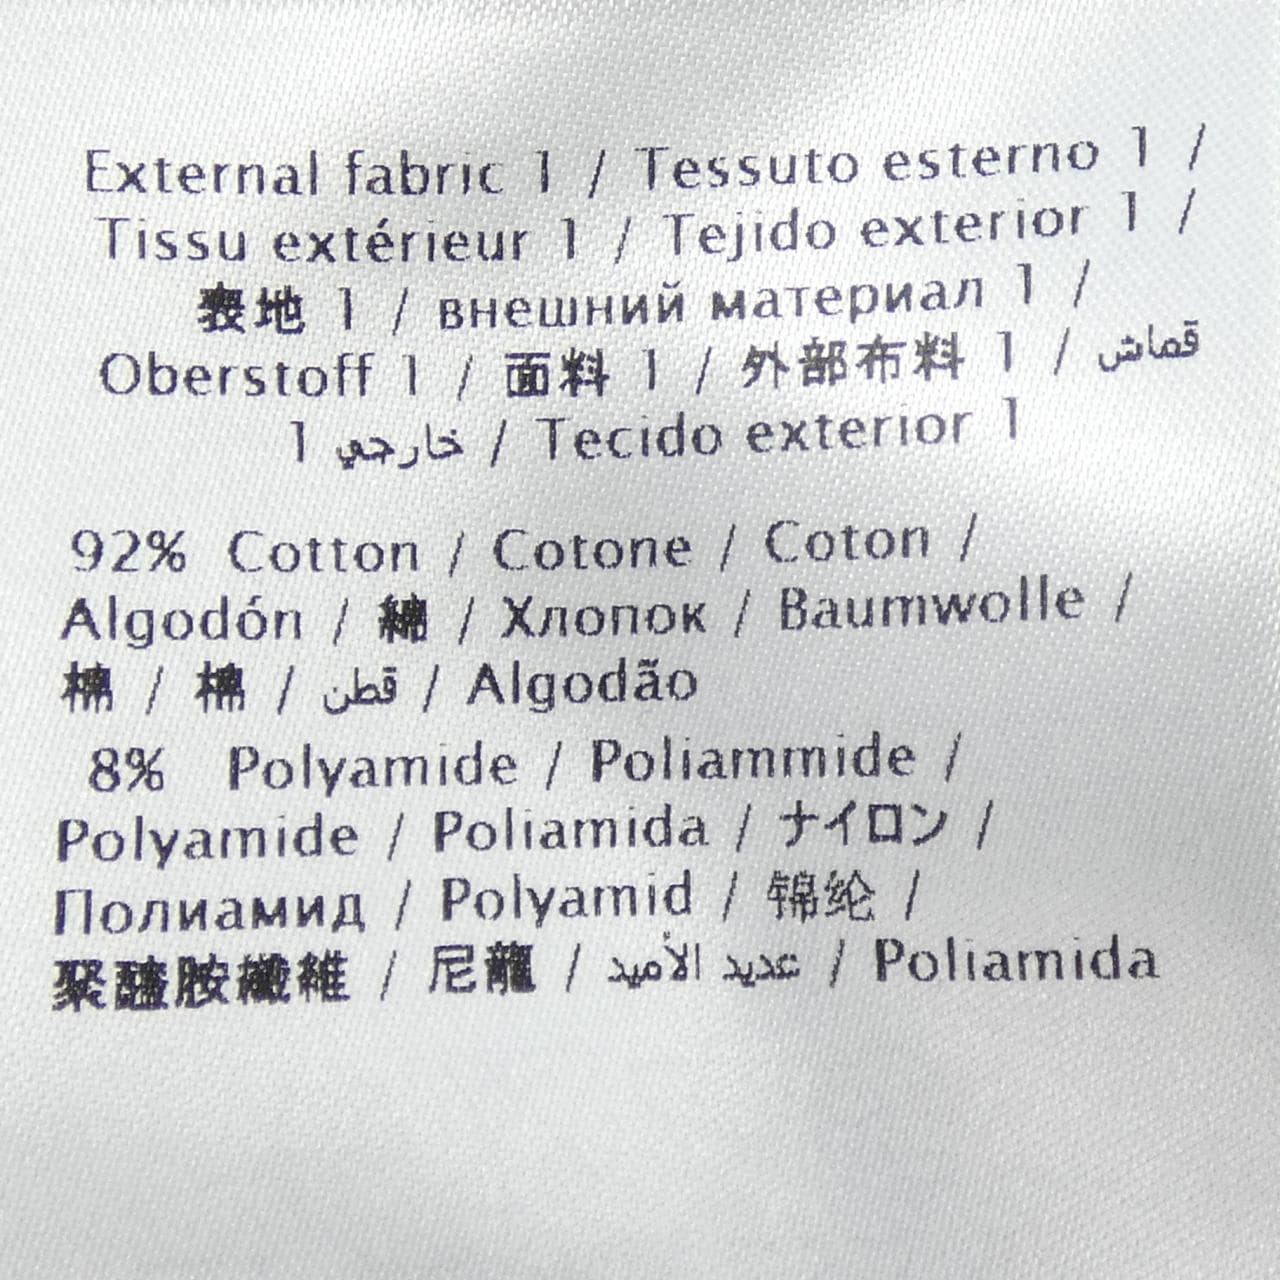 External fabric 1 / Tessuto esterno 1 /
Tissu extérieur 1 / Tejido exterior 1 /
表地 1 / внешний материал 1 /
Oberstoff 1 / 面料 1 / 外部布料 1 / قماش
خارجي 1 / Tecido exterior 1
92% Cotton / Cotone / Coton /
Algodón / 綿 / Хлопок / Baumwolle /
棉 / 棉 / قطن / Algodão
8% Polyamide / Poliammide /
Polyamide / Poliamida / ナイロン /
Полиамид / Polyamid / 锦纶 /
聚醯胺纖維 / 尼龍 / عديد الأميد / Poliamida